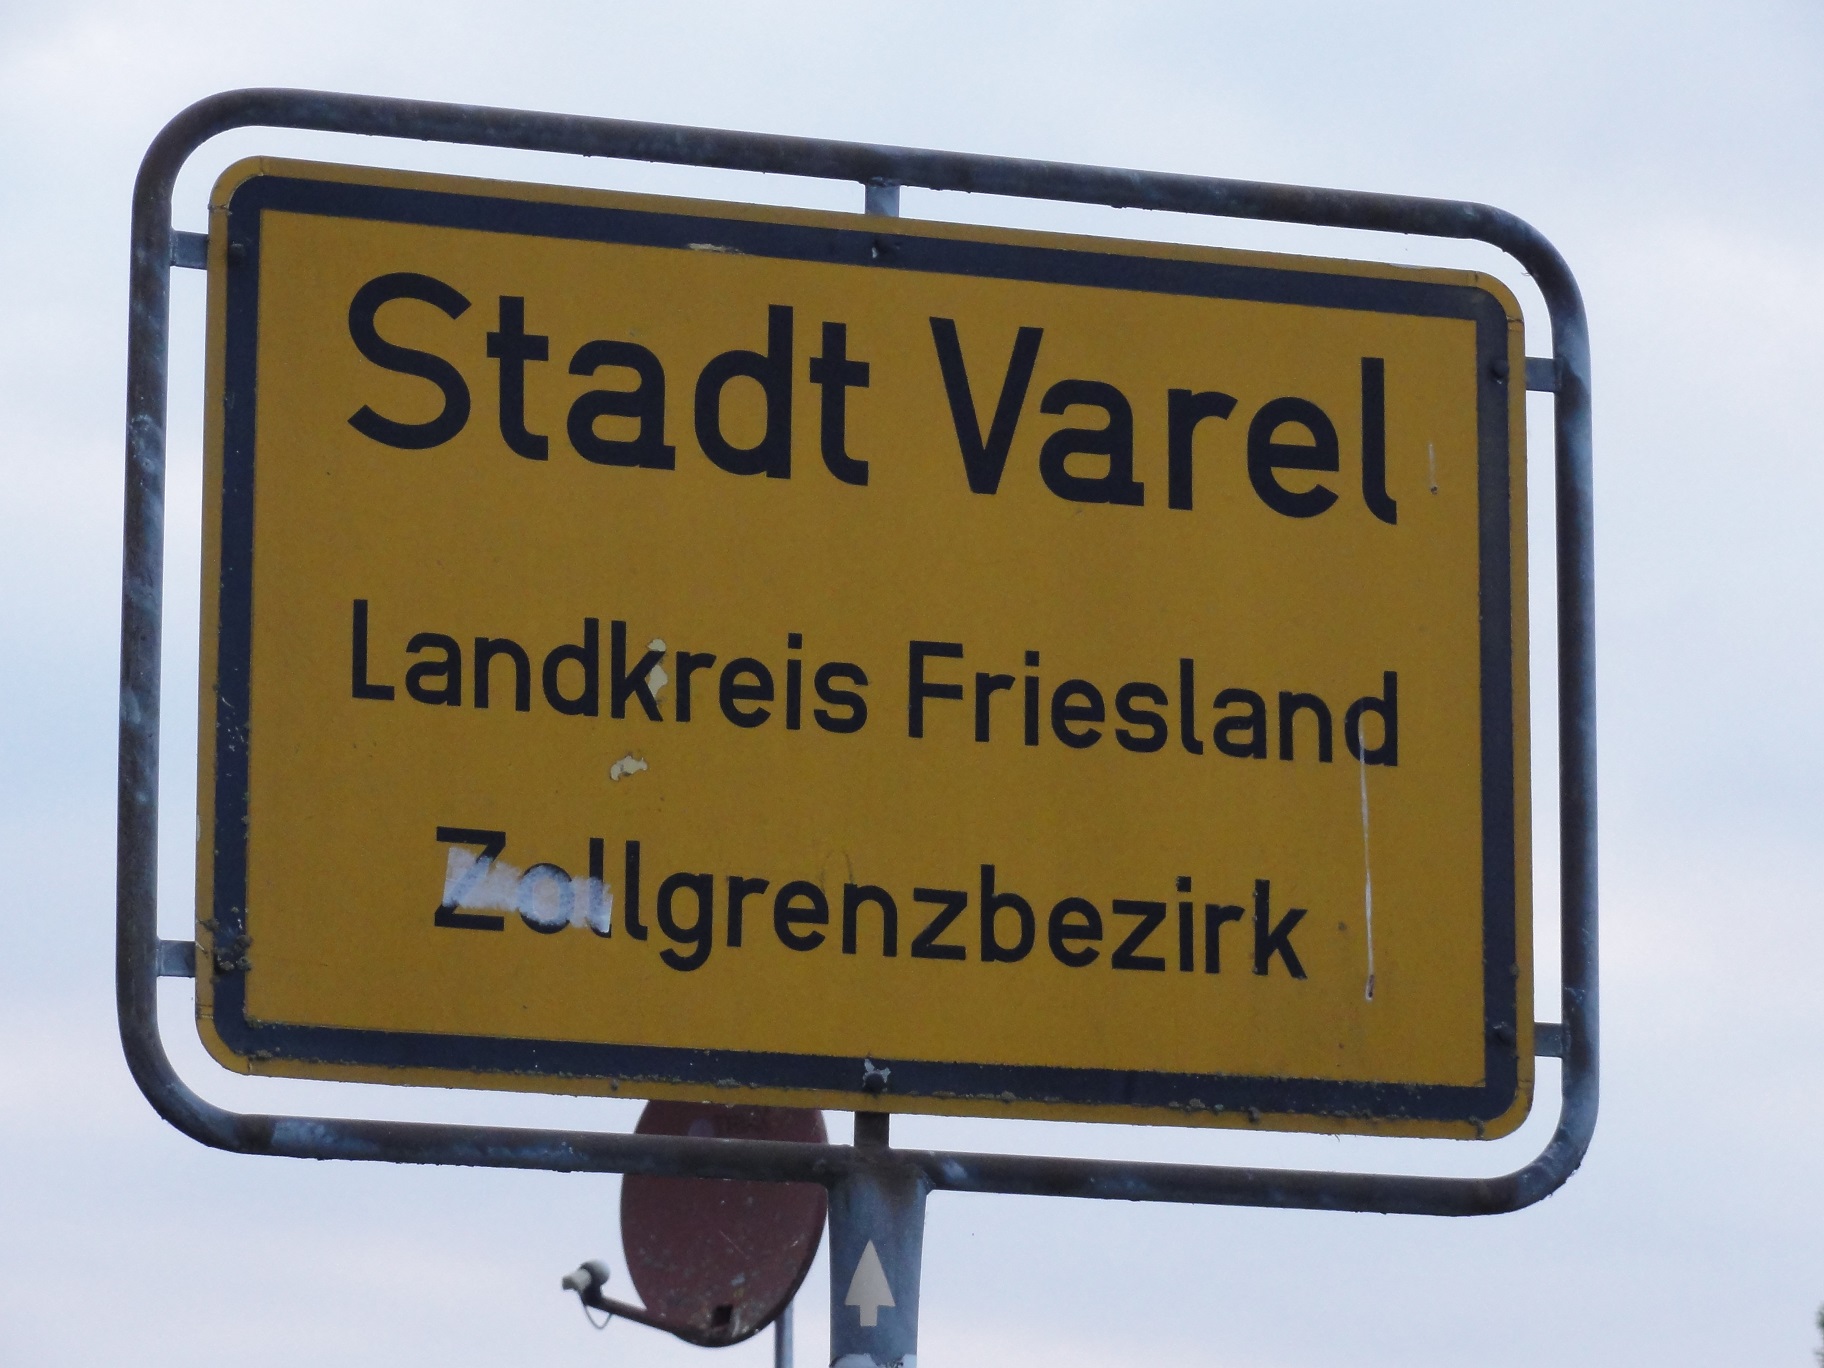 Stadt Varel
Landkreis Friesland
Zollgrenzbezirk